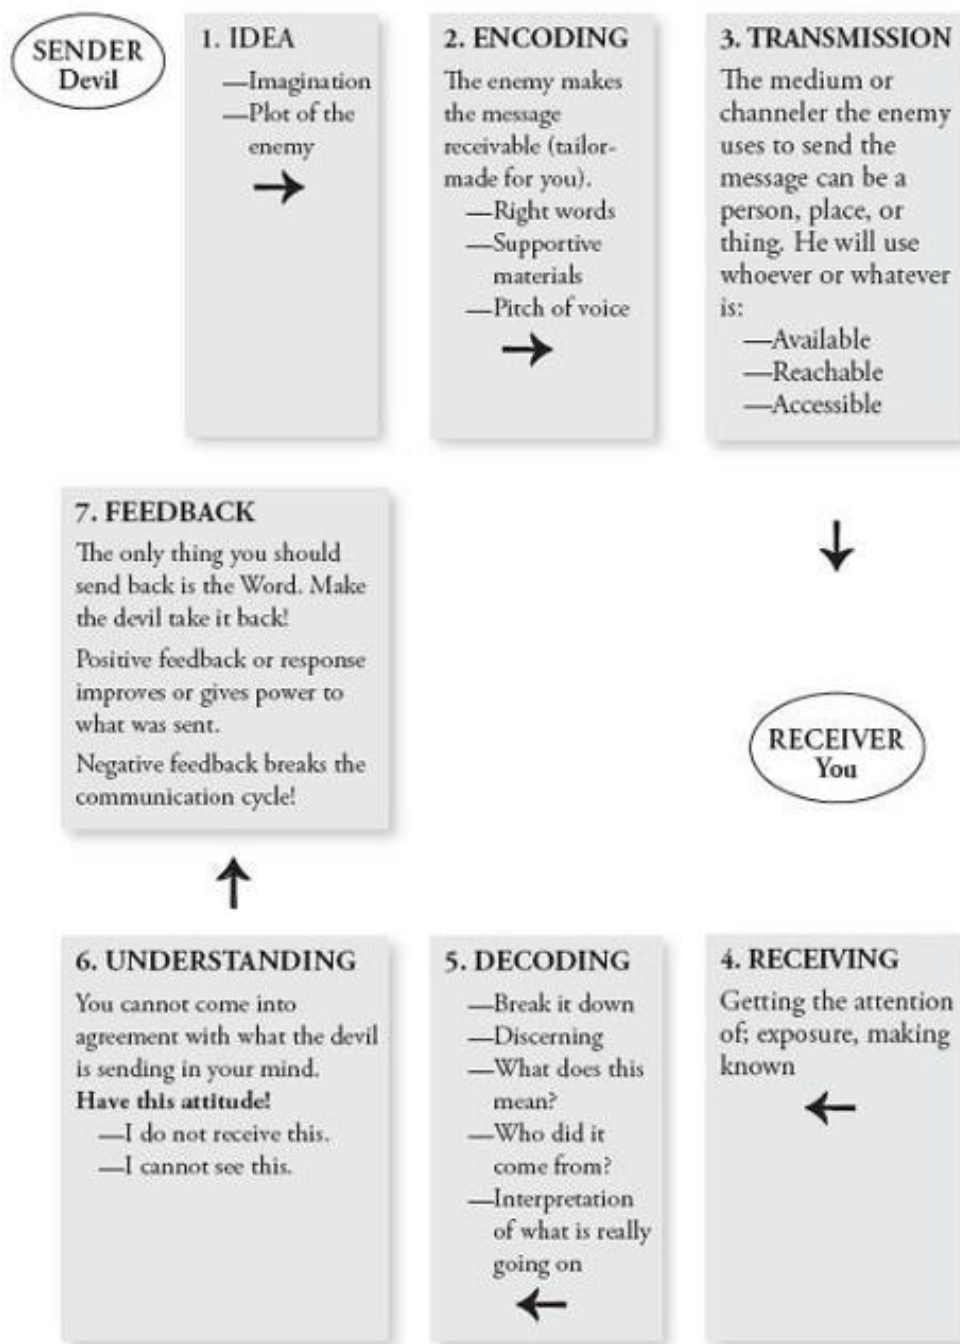 SENDER
Devil
1. IDEA
—Imagination
—Plot of the
enemy
2. ENCODING
The enemy makes
the message
receivable (tailor-
made for you).
—Right words
—Supportive
materials
—Pitch of voice
3. TRANSMISSION
The medium or
channeler the enemy
uses to send the
message can be a
person, place, or
thing. He will use
whoever or whatever
is:
—Available
—Reachable
—Accessible
RECEIVER
You
4. RECEIVING
Getting the attention
of; exposure, making
known
5. DECODING
—Break it down
—Discerning
—What does this
mean?
—Who did it
come from?
—Interpretation
of what is really
going on
6. UNDERSTANDING
You cannot come into
agreement with what the devil
is sending in your mind.
Have this attitude!
—I do not receive this.
—I cannot see this.
7. FEEDBACK
The only thing you should
send back is the Word. Make
the devil take it back!
Positive feedback or response
improves or gives power to
what was sent.
Negative feedback breaks the
communication cycle!